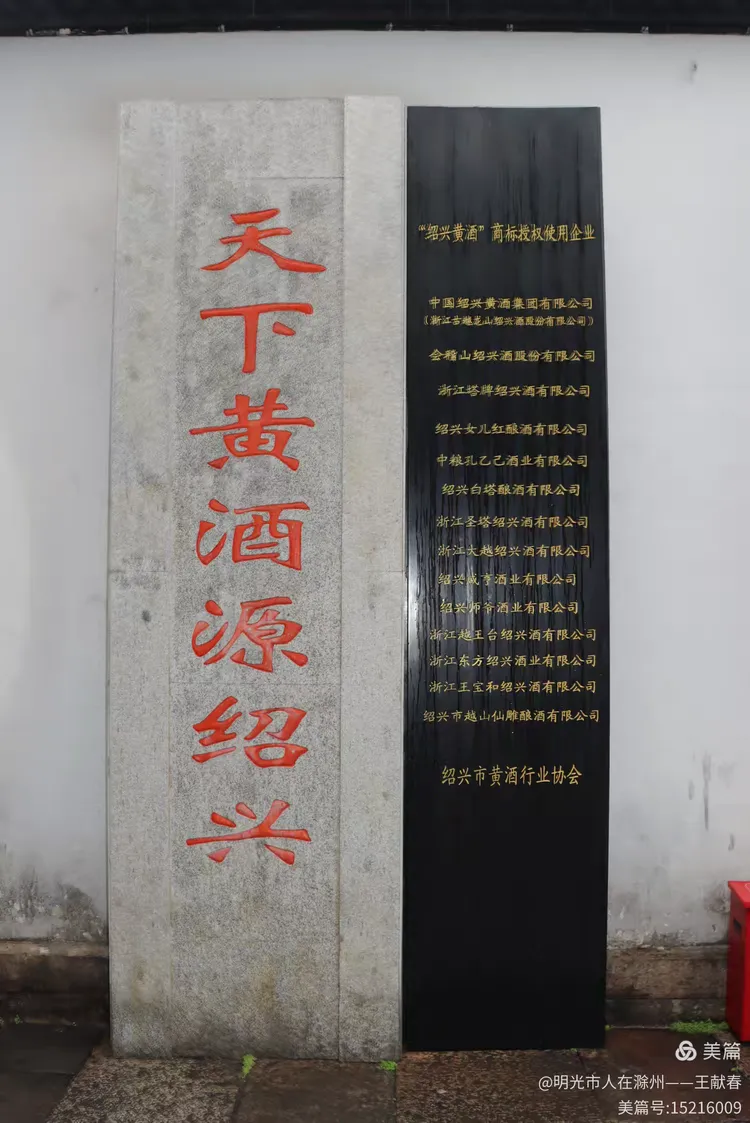 天下黄酒源绍兴
“绍兴黄酒”商标授权使用企业
中国绍兴黄酒集团有限公司
(浙江古越龙山绍兴酒股份有限公司)
会稽山绍兴酒股份有限公司
浙江塔牌绍兴酒有限公司
绍兴女儿红酿酒有限公司
中粮孔乙己酒业有限公司
绍兴白塔酿酒有限公司
浙江圣塔绍兴酒有限公司
浙江大越绍兴酒有限公司
绍兴咸亨酒业有限公司
绍兴师爷酒业有限公司
浙江越王台绍兴酒有限公司
浙江东方绍兴酒业有限公司
浙江王宝和绍兴酒有限公司
绍兴市越山仙雕酿酒有限公司
绍兴市黄酒行业协会
美篇
@明光市人在滁州——王献春
美篇号:15216009